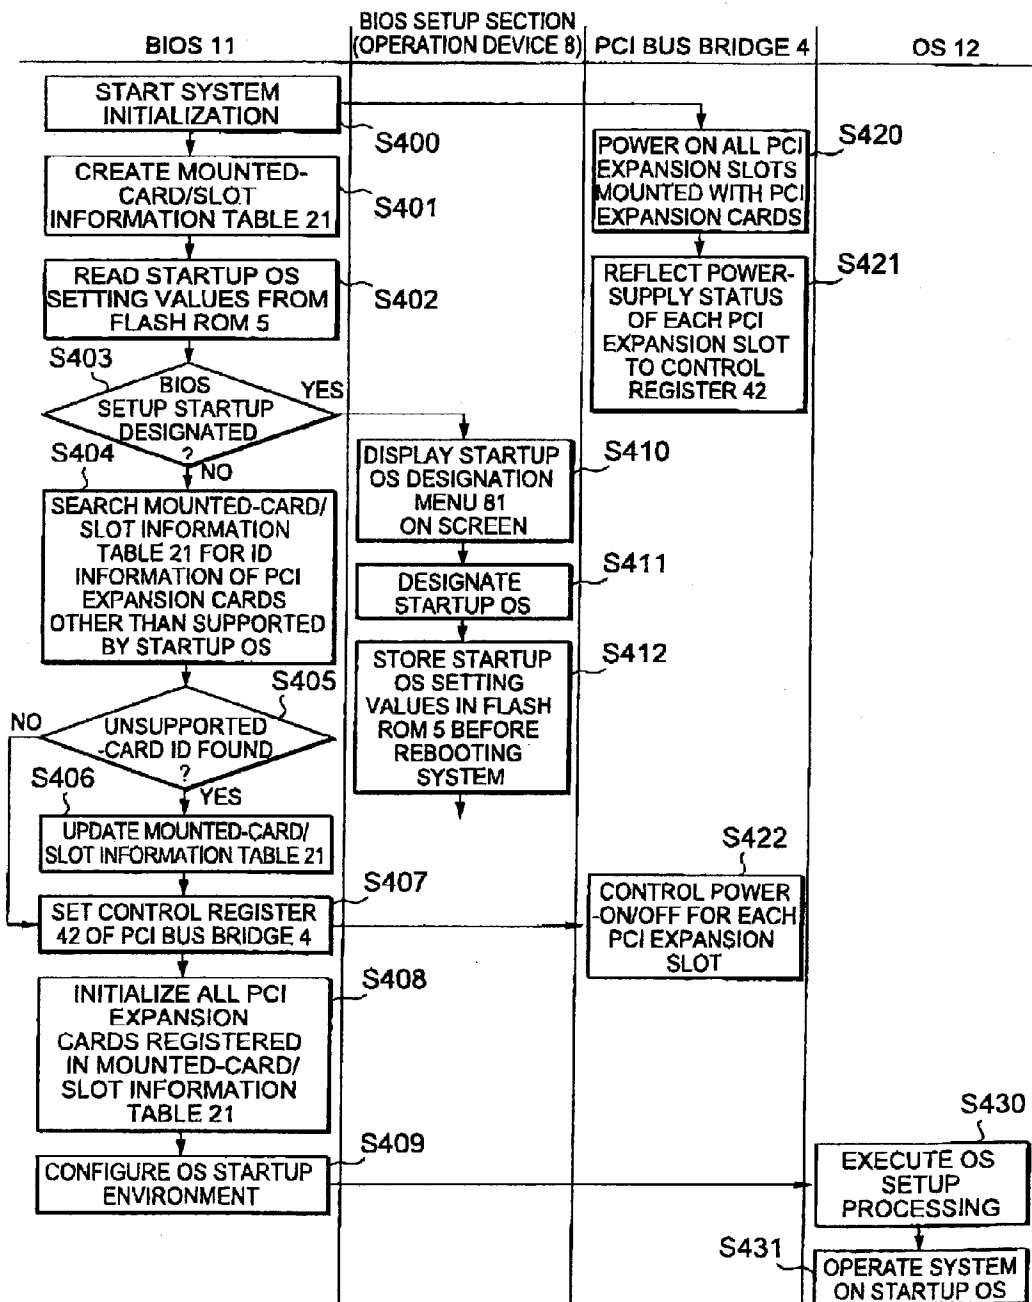 BIOS 11
BIOS SETUP SECTION
(OPERATION DEVICE 8)
PCI BUS BRIDGE 4
OS 12
START SYSTEM
INITIALIZATION
S400
CREATE MOUNTED-
CARD/SLOT
INFORMATION TABLE 21
S401
READ STARTUP OS
SETTING VALUES FROM
FLASH ROM 5
S402
S403
BIOS
SETUP STARTUP
DESIGNATED
?
YES
NO
S404
SEARCH MOUNTED-CARD/
SLOT INFORMATION
TABLE 21 FOR ID
INFORMATION OF PCI
EXPANSION CARDS
OTHER THAN SUPPORTED
BY STARTUP OS
S405
UNSUPPORTED
-CARD ID FOUND
?
NO
YES
S406
UPDATE MOUNTED-CARD/
SLOT INFORMATION TABLE 21
S407
SET CONTROL REGISTER
42 OF PCI BUS BRIDGE 4
S408
INITIALIZE ALL PCI
EXPANSION
CARDS REGISTERED
IN MOUNTED-CARD/
SLOT INFORMATION
TABLE 21
S409
CONFIGURE OS STARTUP
ENVIRONMENT
S410
DISPLAY STARTUP
OS DESIGNATION
MENU 81
ON SCREEN
S411
DESIGNATE
STARTUP OS
S412
STORE STARTUP
OS SETTING
VALUES IN FLASH
ROM 5 BEFORE
REBOOTING
SYSTEM
S420
POWER ON ALL PCI
EXPANSION SLOTS
MOUNTED WITH PCI
EXPANSION CARDS
S421
REFLECT POWER-
SUPPLY STATUS
OF EACH PCI
EXPANSION SLOT
TO CONTROL
REGISTER 42
S422
CONTROL POWER
-ON/OFF FOR EACH
PCI EXPANSION
SLOT
S430
EXECUTE OS
SETUP
PROCESSING
S431
OPERATE SYSTEM
ON STARTUP OS